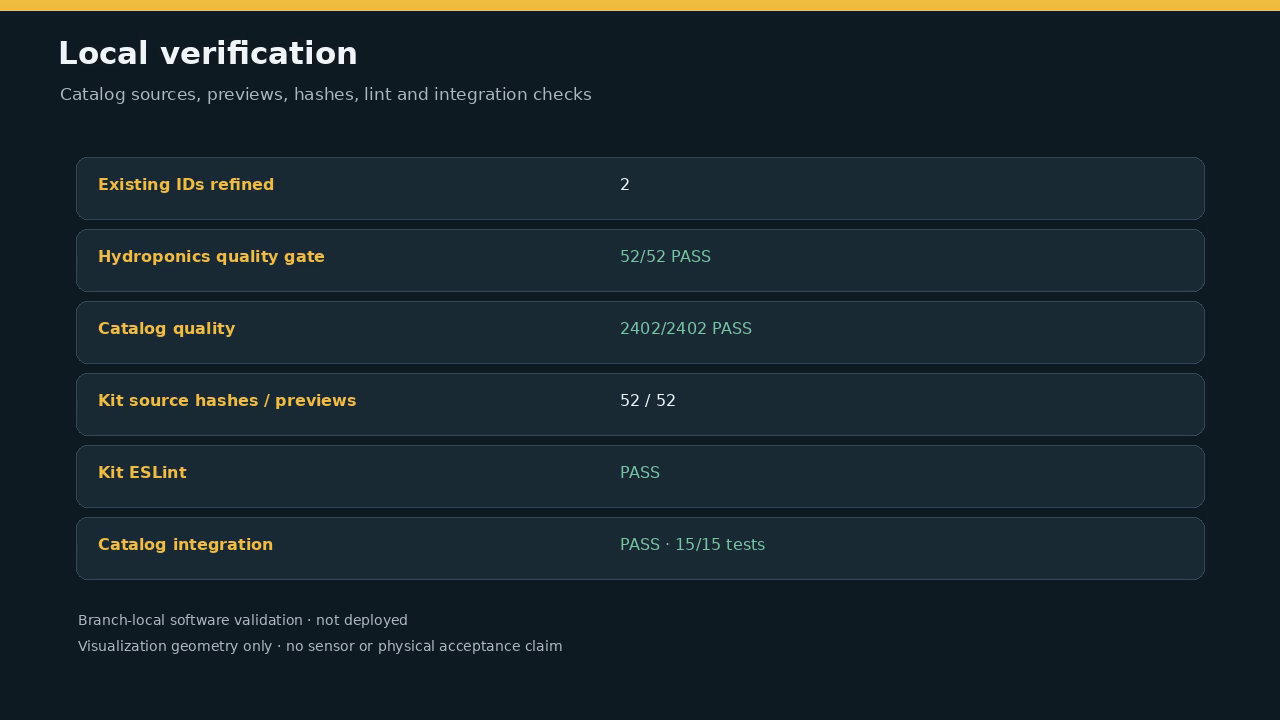 Local verification
Catalog sources, previews, hashes, lint and integration checks
Existing IDs refined 2
Hydroponics quality gate 52/52 PASS
Catalog quality 2402/2402 PASS
Kit source hashes / previews 52 / 52
Kit ESLint PASS
Catalog integration PASS · 15/15 tests
Branch-local software validation · not deployed
Visualization geometry only · no sensor or physical acceptance claim